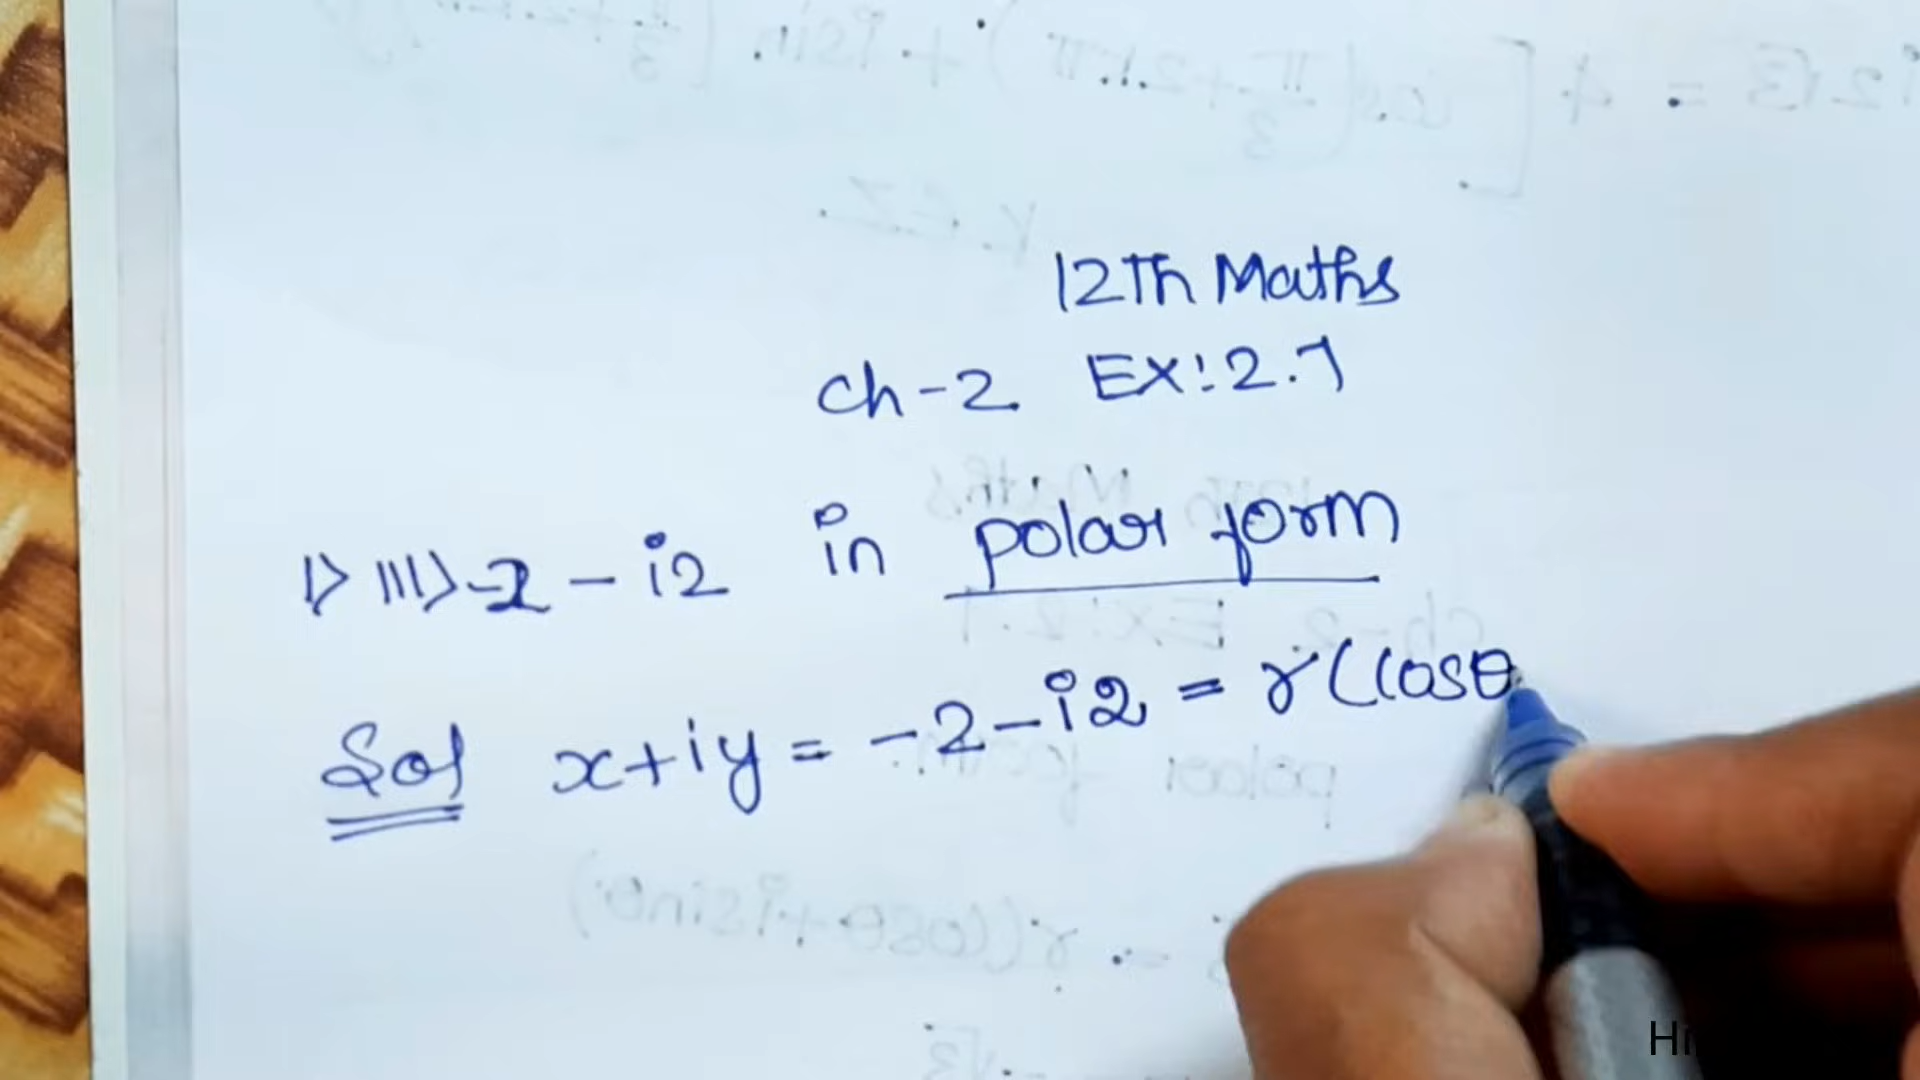 12Th Maths
Ch-2 EX:2.7
1) III) -2 - i2 in polar form
Sol x+iy = -2-i2 = r(cosθ